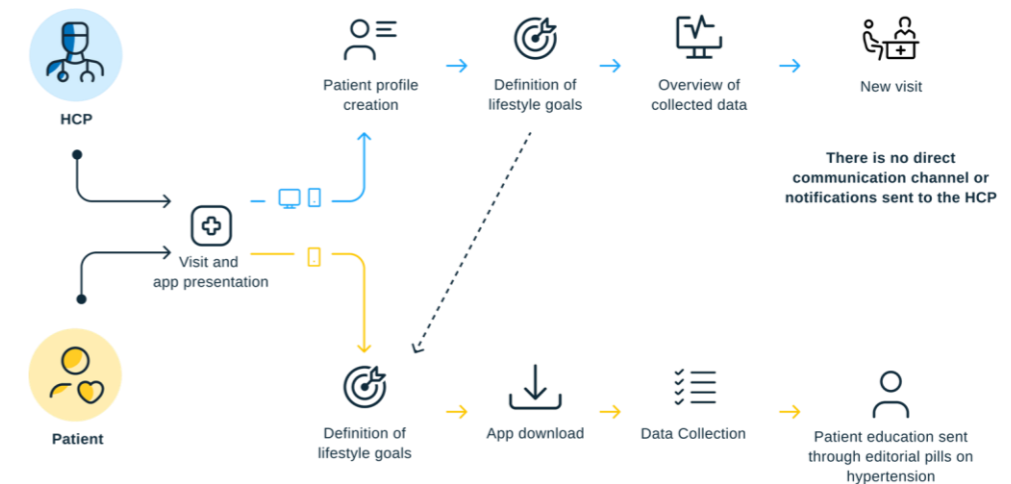 HCP
Patient profile
creation
Definition of
lifestyle goals
Overview of
collected data
New visit
There is no direct
communication channel or
notifications sent to the HCP
Visit and
app presentation
Patient
Definition of
lifestyle goals
App download
Data Collection
Patient education sent
through editorial pills on
hypertension